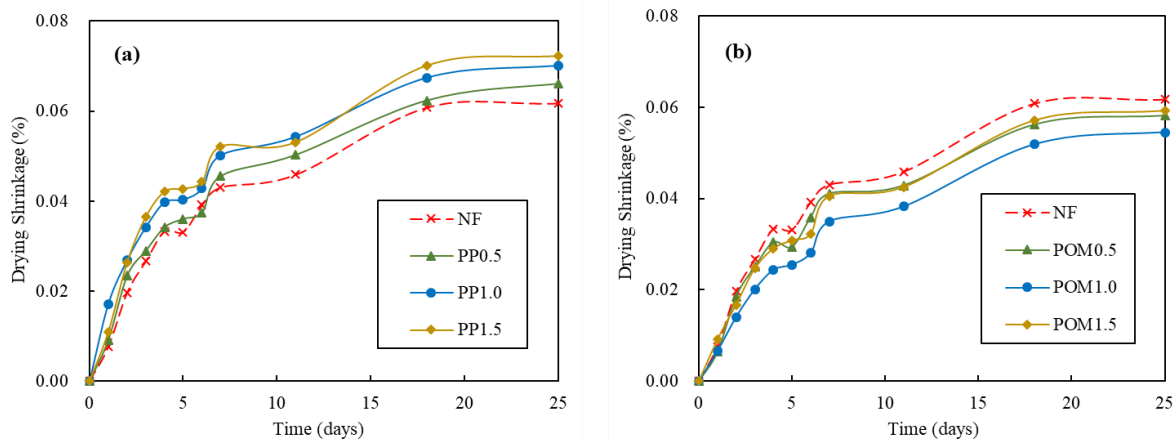 (a)
Drying Shrinkage (%)
0.08
0.06
0.04
0.02
0.00
NF
PP0.5
PP1.0
PP1.5
0 5 10 15 20 25
Time (days)
(b)
Drying Shrinkage (%)
0.08
0.06
0.04
0.02
0.00
NF
POM0.5
POM1.0
POM1.5
0 5 10 15 20 25
Time (days)